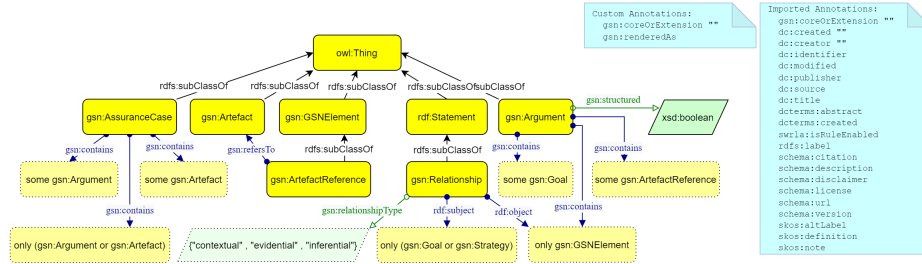 Custom Annotations:
gsn:coreOrExtension ""
gsn:renderedAs
Imported Annotations:
gsn:coreOrExtension ""
dc:created ""
dc:creator ""
dc:identifier
dc:modified
dc:publisher
dc:source
dc:title
dcterms:abstract
dcterms:created
swrla:isRuleEnabled
rdfs:label
schema:citation
schema:description
schema:disclaimer
schema:license
schema:url
schema:version
skos:altLabel
skos:definition
skos:note
owl:Thing
rdfs:subClassOf
rdfs:subClassOf
rdfs:subClassOf
rdfs:subClassOf
rdfs:subClassOf
gsn:AssuranceCase
gsn:Artefact
gsn:GSNElement
rdf:Statement
gsn:Argument
gsn:structured
xsd:boolean
gsn:contains
gsn:contains
gsn:refersTo
rdfs:subClassOf
rdfs:subClassOf
gsn:contains
gsn:contains
some gsn:Argument
some gsn:Artefact
gsn:ArtefactReference
gsn:Relationship
some gsn:Goal
some gsn:ArtefactReference
gsn:contains
gsn:relationshipType
rdf:subject
rdf:object
gsn:contains
only (gsn:Argument or gsn:Artefact)
{"contextual" , "evidential" , "inferential"}
only (gsn:Goal or gsn:Strategy)
only gsn:GSNElement